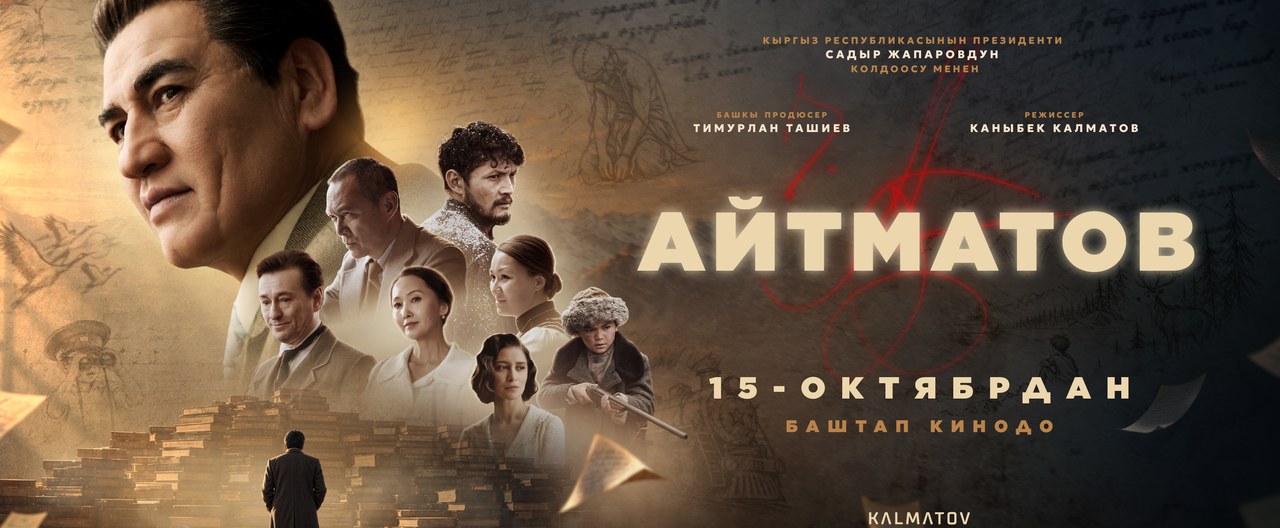 КЫРГЫЗ РЕСПУБЛИКАСЫНЫН ПРЕЗИДЕНТИ
САДЫР ЖАПАРОВДУН
КОЛДООСУ МЕНЕН
БАШКЫ ПРОДЮСЕР
ТИМУРЛАН ТАШИЕВ
РЕЖИССЕР
КАНЫБЕК КАЛМАТОВ
АЙТМАТОВ
15-ОКТЯБРДАН
БАШТАП КИНОДО
KALMATOV